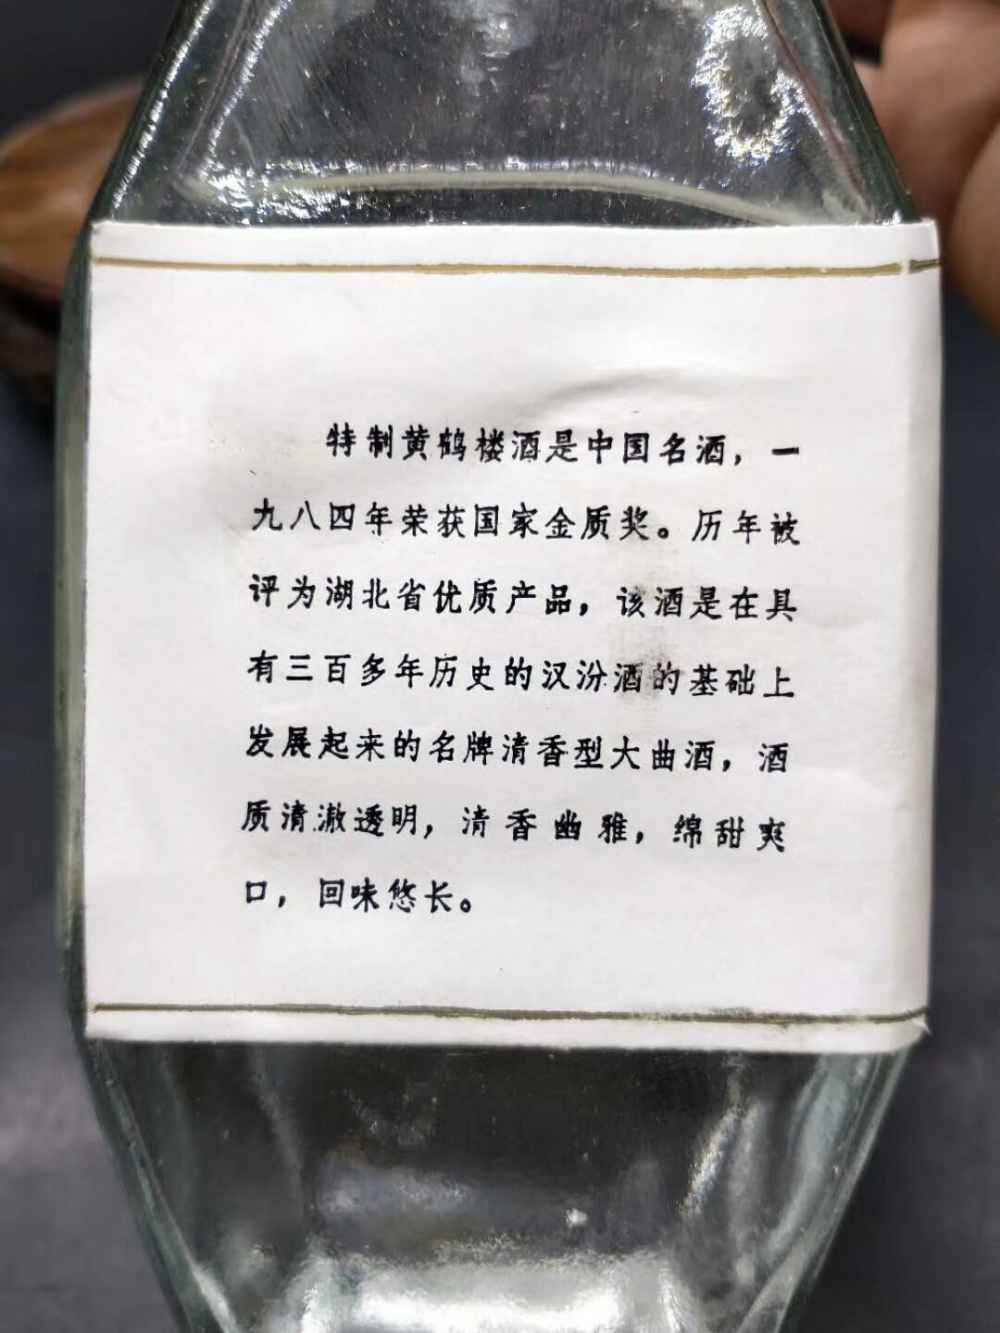 特制黄鹤楼酒是中国名酒，一
九八四年荣获国家金质奖。历年被
评为湖北省优质产品，该酒是在具
有三百多年历史的汉汾酒的基础上
发展起来的名牌清香型大曲酒，酒
质清澈透明，清香幽雅，绵甜爽
口，回味悠长。